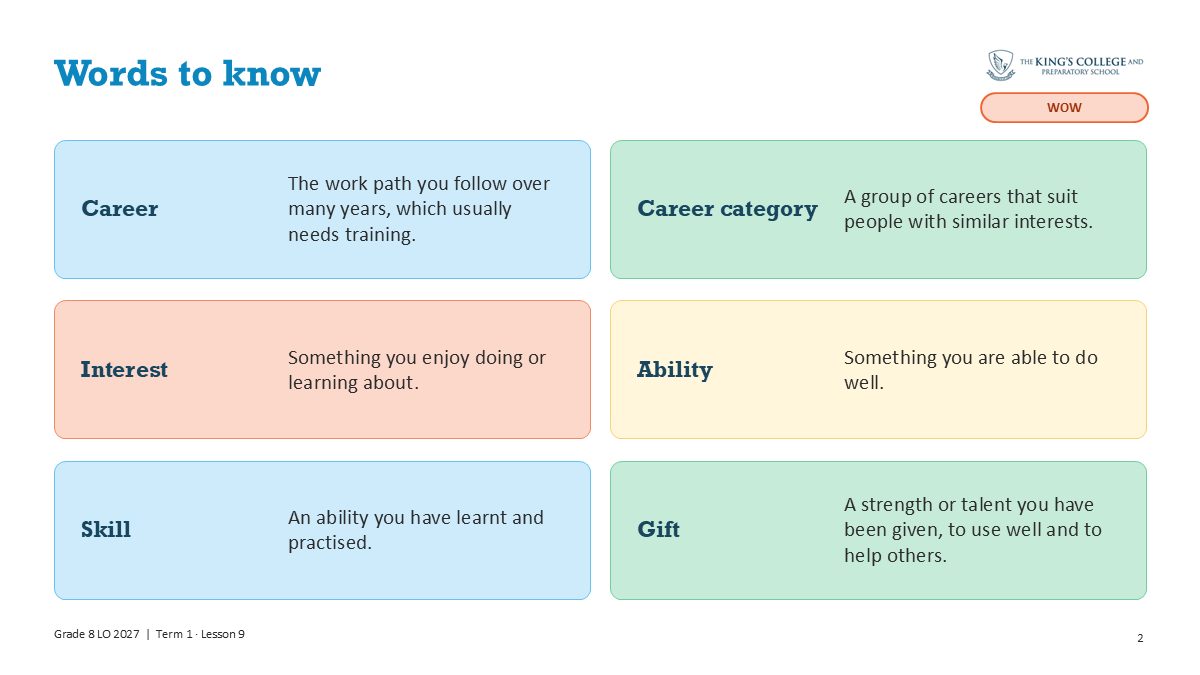 Words to know
THE KING'S COLLEGE AND
PREPARATORY SCHOOL
WOW
Career
The work path you follow over
many years, which usually
needs training.
Career category
A group of careers that suit
people with similar interests.
Interest
Something you enjoy doing or
learning about.
Ability
Something you are able to do
well.
Skill
An ability you have learnt and
practised.
Gift
A strength or talent you have
been given, to use well and to
help others.
Grade 8 LO 2027 | Term 1 · Lesson 9
2